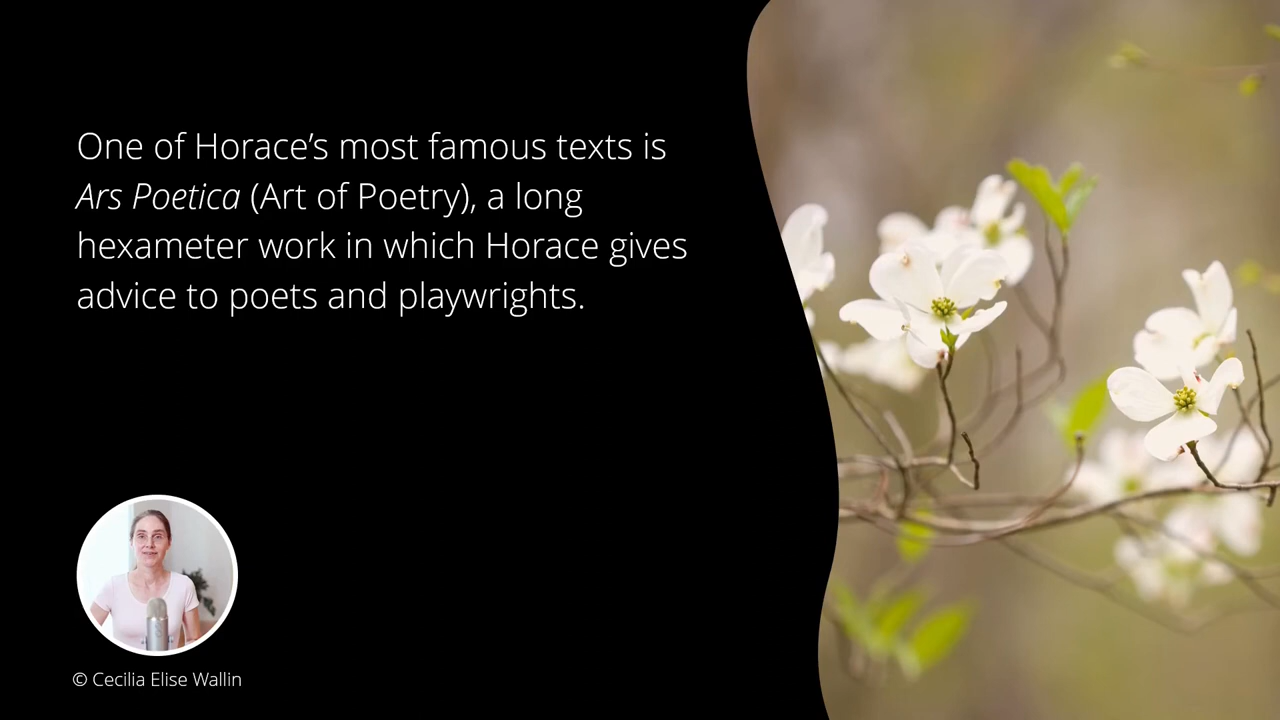 One of Horace’s most famous texts is
Ars Poetica (Art of Poetry), a long
hexameter work in which Horace gives
advice to poets and playwrights.
© Cecilia Elise Wallin